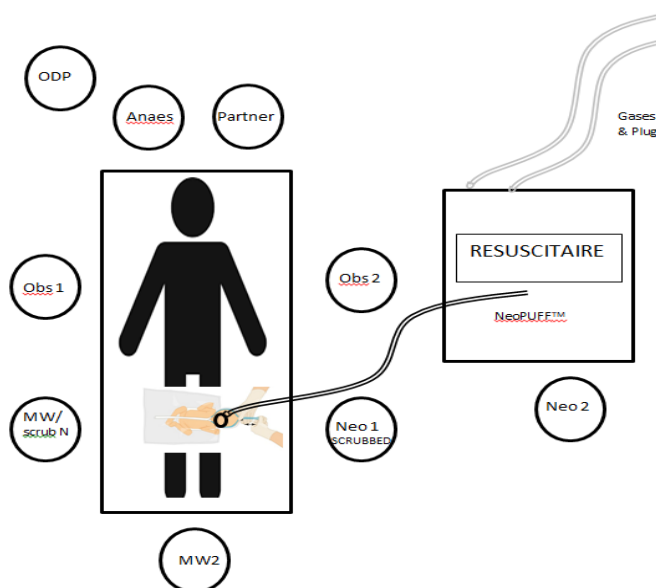 ODP
Anaes
Partner
Gases
& Plug
RESUSCITAIRE
Obs 1
Obs 2
NeoPUFF™
MW/
scrub N
Neo 1
SCRUBBED
Neo 2
MW2